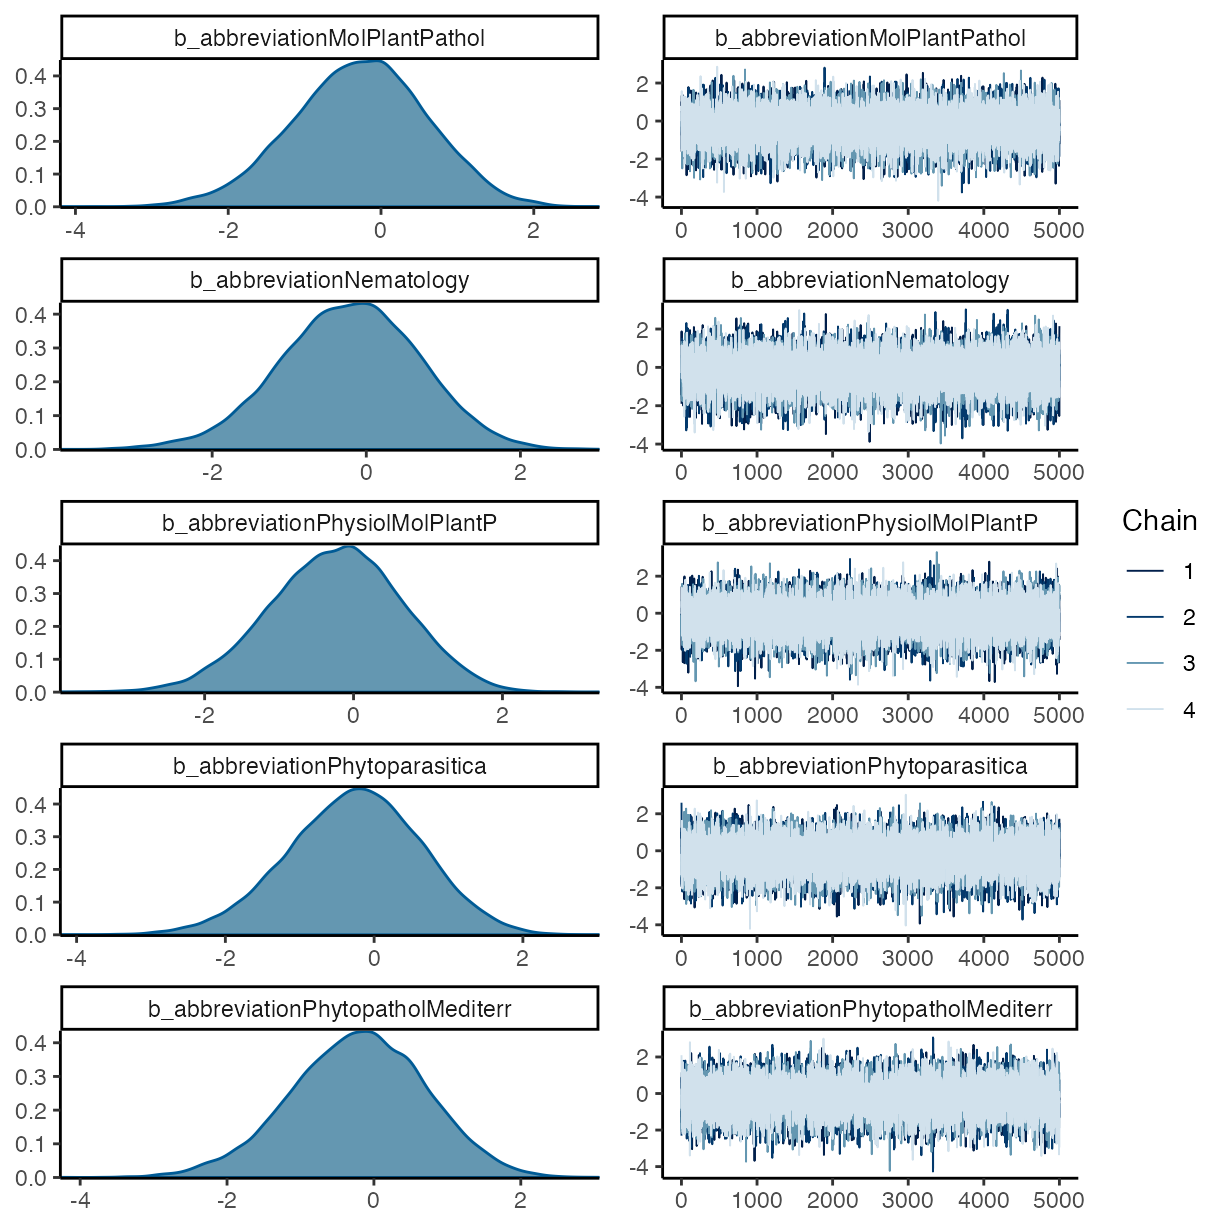 b_abbreviationMolPlantPathol
b_abbreviationMolPlantPathol
0.4
0.3
0.2
0.1
0.0
-4 -2 0 2
2
0
-2
-4
0 1000 2000 3000 4000 5000
b_abbreviationNematology
b_abbreviationNematology
0.4
0.3
0.2
0.1
0.0
-2 0 2
2
0
-2
-4
0 1000 2000 3000 4000 5000
b_abbreviationPhysiolMolPlantP
b_abbreviationPhysiolMolPlantP
0.4
0.3
0.2
0.1
0.0
-2 0 2
2
0
-2
-4
0 1000 2000 3000 4000 5000
b_abbreviationPhytoparasitica
b_abbreviationPhytoparasitica
0.4
0.3
0.2
0.1
0.0
-4 -2 0 2
2
0
-2
-4
0 1000 2000 3000 4000 5000
b_abbreviationPhytopatholMediterr
b_abbreviationPhytopatholMediterr
0.4
0.3
0.2
0.1
0.0
-4 -2 0 2
2
0
-2
-4
0 1000 2000 3000 4000 5000
Chain
1
2
3
4